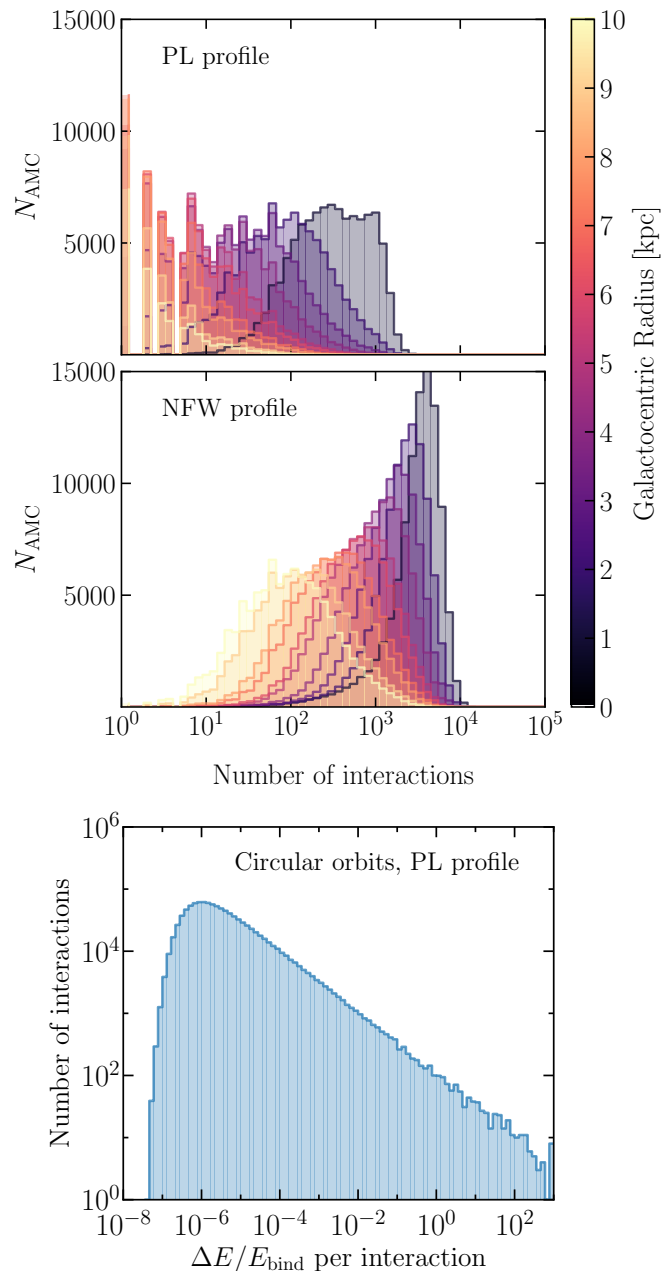 15000
PL profile
10000
N_AMC
5000
15000
NFW profile
10000
N_AMC
5000
10^0 10^1 10^2 10^3 10^4 10^5
Number of interactions
10
9
8
7
6
5
4
3
2
1
0
Galactocentric Radius [kpc]
10^6
Circular orbits, PL profile
10^4
Number of interactions
10^2
10^0
10^−8 10^−6 10^−4 10^−2 10^0 10^2
ΔE/E_bind per interaction